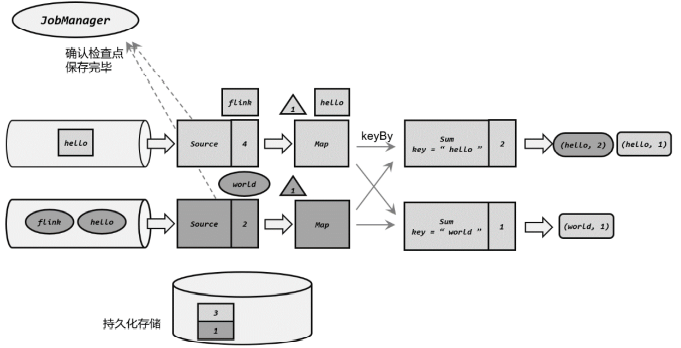 JobManager
确认检查点
保存完毕
flink
1
hello
hello
Source
4
Map
keyBy
Sum
key = “ hello ”
2
(hello, 2)
(hello, 1)
world
1
flink
hello
Source
2
Map
Sum
key = “ world ”
1
(world, 1)
持久化存储
3
1